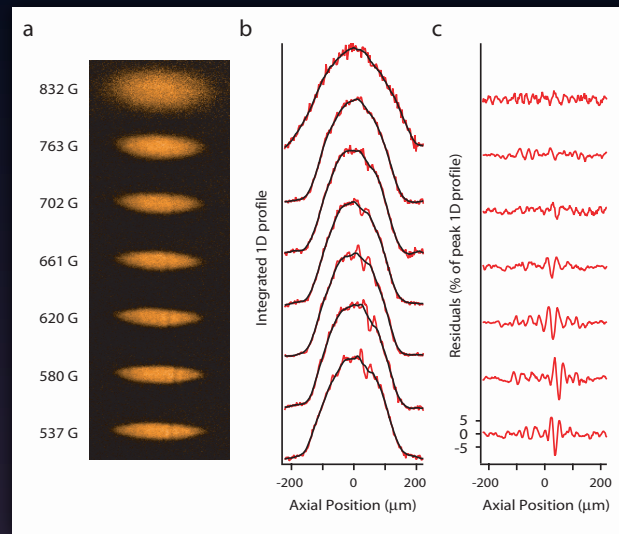 a
b
c
832 G
763 G
702 G
661 G
620 G
580 G
537 G
Integrated 1D profile
-200
0
200
Axial Position (μm)
Residuals (% of peak 1D profile)
5
0
-5
-200
0
200
Axial Position (μm)